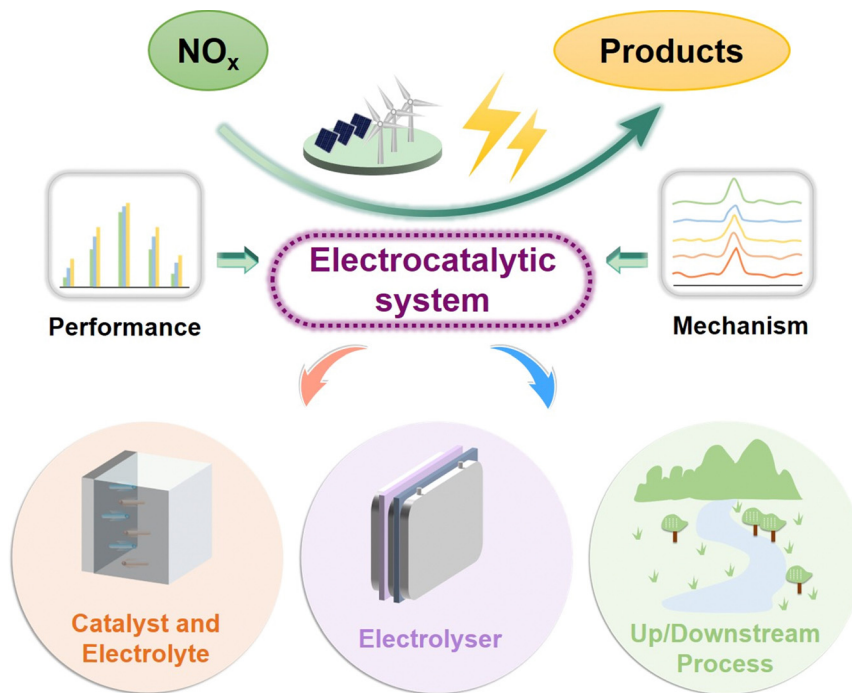 NOₓ
Products
Electrocatalytic
system
Performance
Mechanism
Catalyst and
Electrolyte
Electrolyser
Up/Downstream
Process